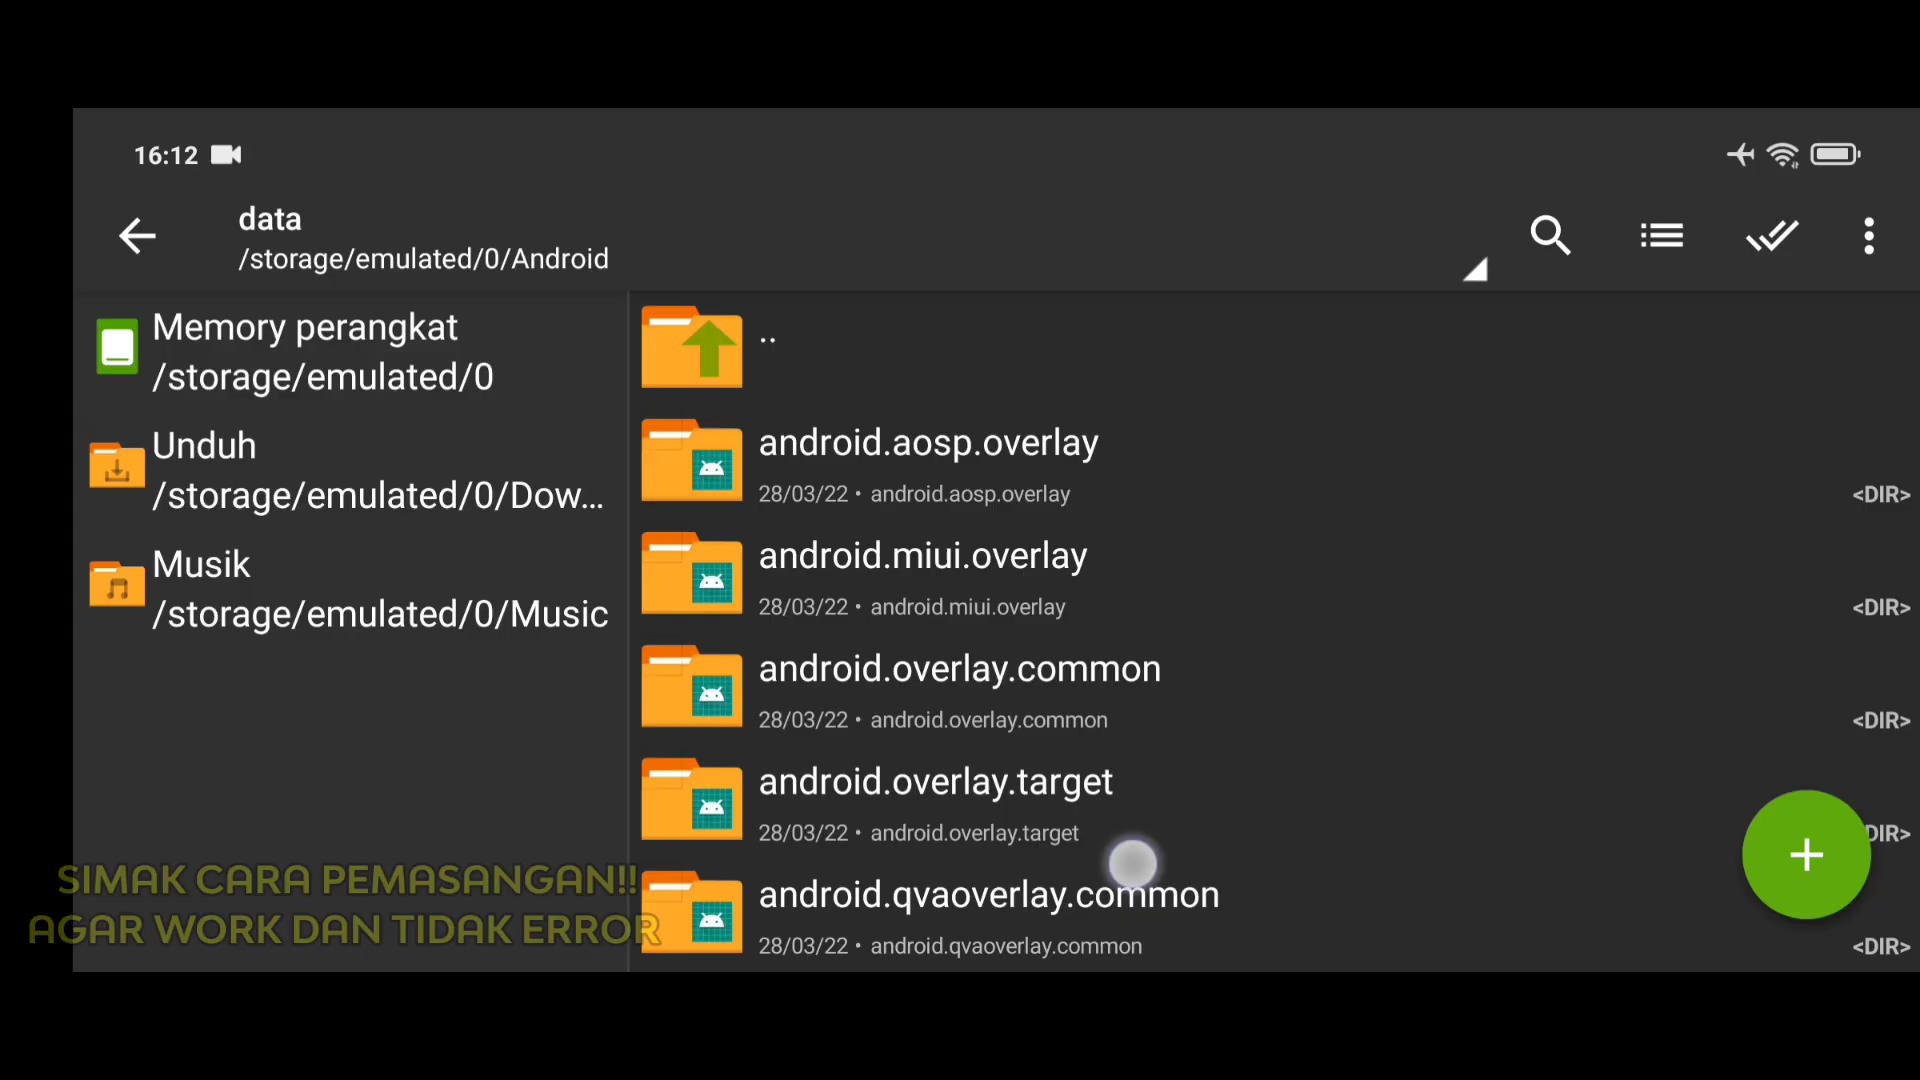 16:12
data
/storage/emulated/0/Android
Memory perangkat
/storage/emulated/0
Unduh
/storage/emulated/0/Dow...
Musik
/storage/emulated/0/Music
..
android.aosp.overlay
28/03/22 • android.aosp.overlay
<DIR>
android.miui.overlay
28/03/22 • android.miui.overlay
<DIR>
android.overlay.common
28/03/22 • android.overlay.common
<DIR>
android.overlay.target
28/03/22 • android.overlay.target
DIR>
android.qvaoverlay.common
28/03/22 • android.qvaoverlay.common
<DIR>
SIMAK CARA PEMASANGAN!!
AGAR WORK DAN TIDAK ERROR